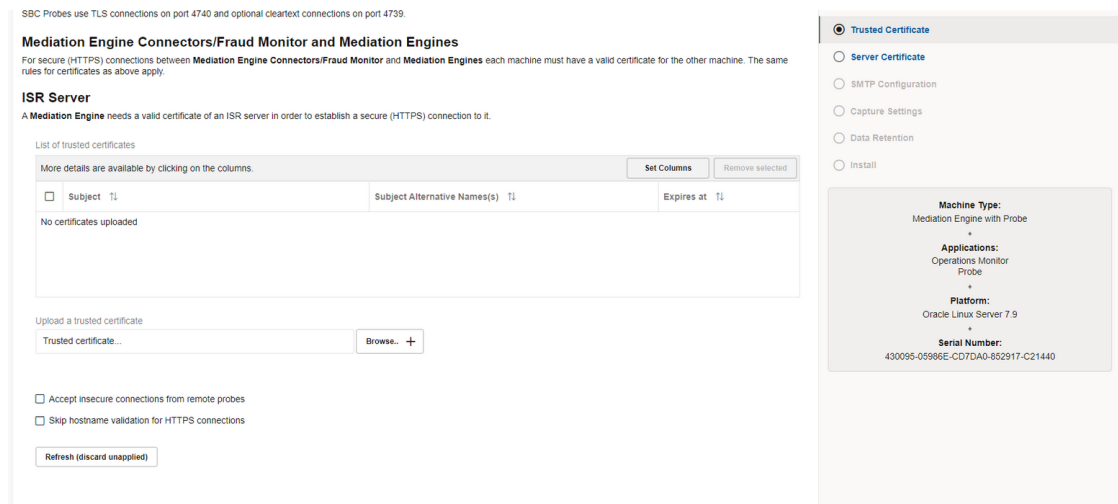 SBC Probes use TLS connections on port 4740 and optional cleartext connections on port 4739.
Mediation Engine Connectors/Fraud Monitor and Mediation Engines
For secure (HTTPS) connections between Mediation Engine Connectors/Fraud Monitor and Mediation Engines each machine must have a valid certificate for the other machine. The same
rules for certificates as above apply.
ISR Server
A Mediation Engine needs a valid certificate of an ISR server in order to establish a secure (HTTPS) connection to it.
List of trusted certificates
More details are available by clicking on the columns. Set Columns Remove selected
Subject Subject Alternative Names(s) Expires at
No certificates uploaded
Upload a trusted certificate
Trusted certificate... Browse.. +
Accept insecure connections from remote probes
Skip hostname validation for HTTPS connections
Refresh (discard unapplied)
Trusted Certificate
Server Certificate
SMTP Configuration
Capture Settings
Data Retention
Install
Machine Type:
Mediation Engine with Probe
+
Applications:
Operations Monitor
Probe
+
Platform:
Oracle Linux Server 7.9
+
Serial Number:
430095-05986E-CD7DA0-852917-C21440